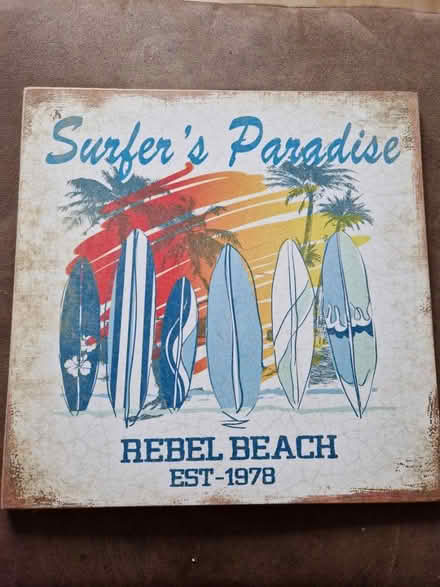 Surfer's Paradise
REBEL BEACH
EST-1978